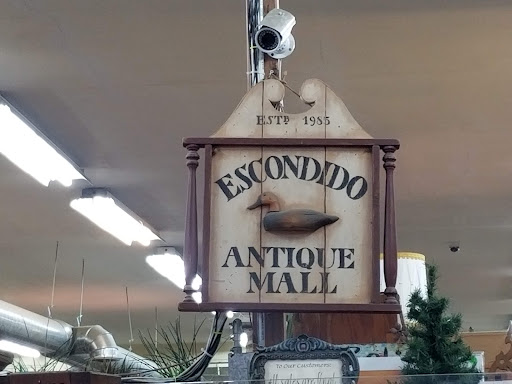 ESTD 1985
ESCONDIDO
ANTIQUE
MALL
To Our Customers